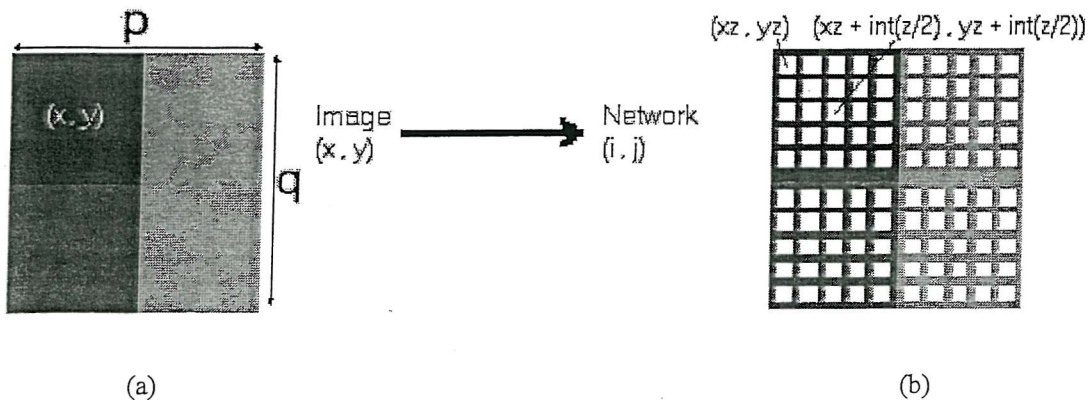 p
(xz , yz) (xz + int(z/2) , yz + int(z/2))
(x, y)
q
Image
(x , y)
Network
(i , j)
(a)
(b)